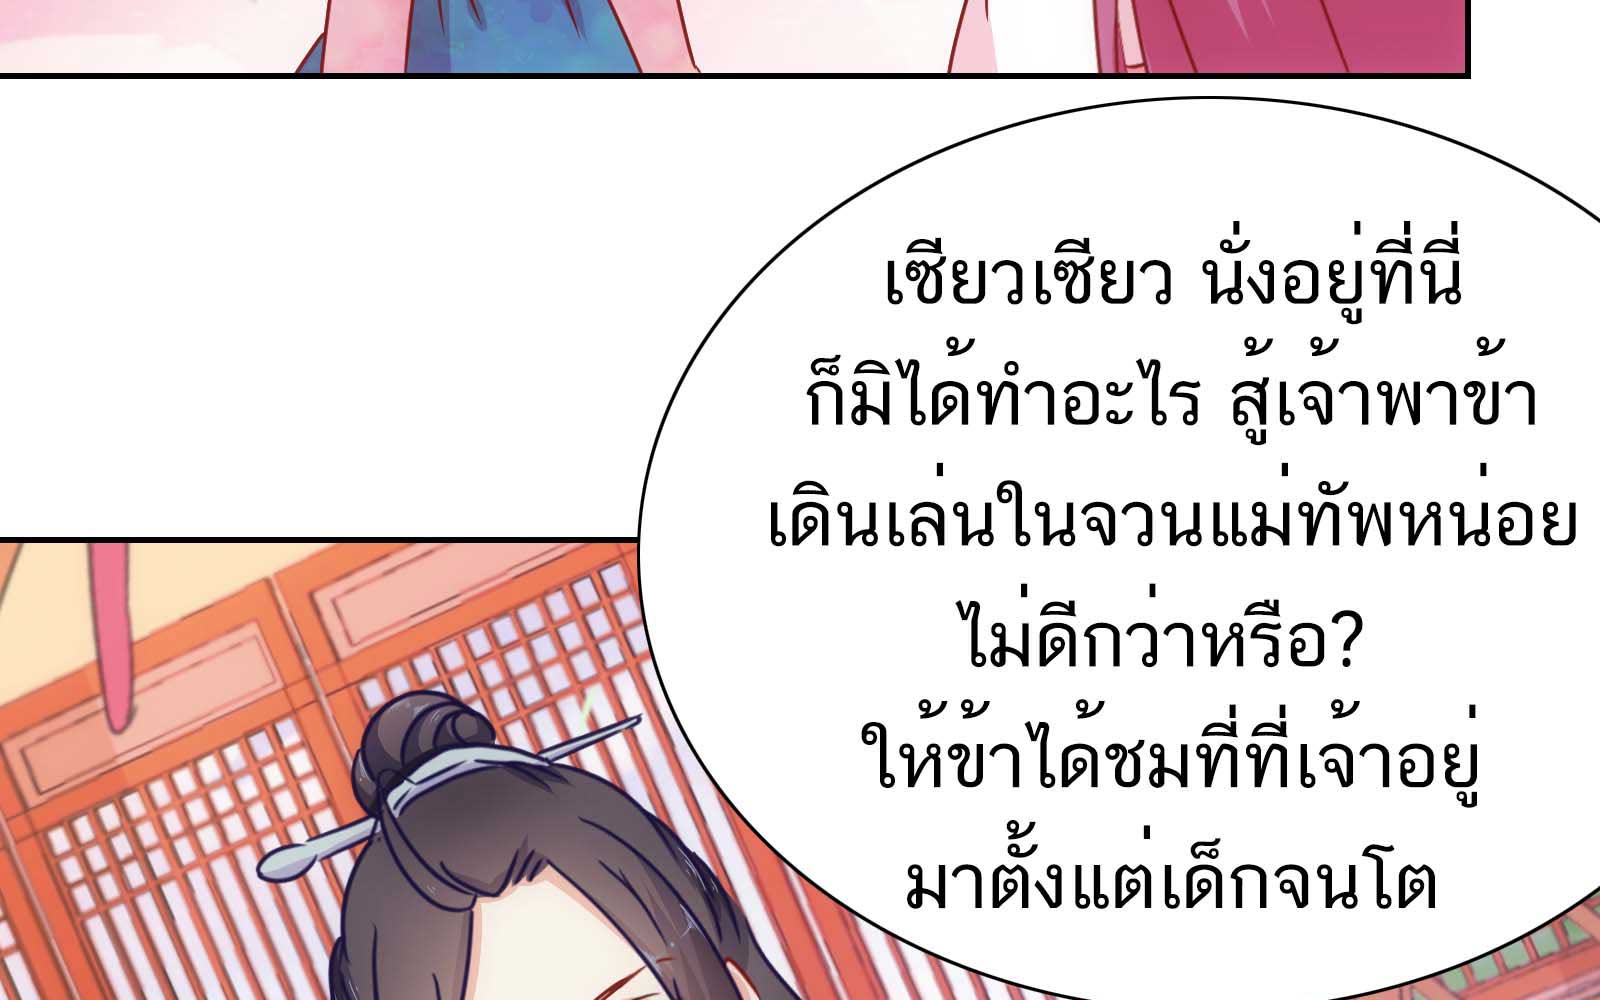 เซียวเซียว นั่งอยู่ที่นี่
ก็มิได้ทำอะไร สู้เจ้าพาข้า
เดินเล่นในจวนแม่ทัพหน่อย
ไม่ดีกว่าหรือ?
ให้ข้าได้ชมที่ที่เจ้าอยู่
มาตั้งแต่เด็กจนโต